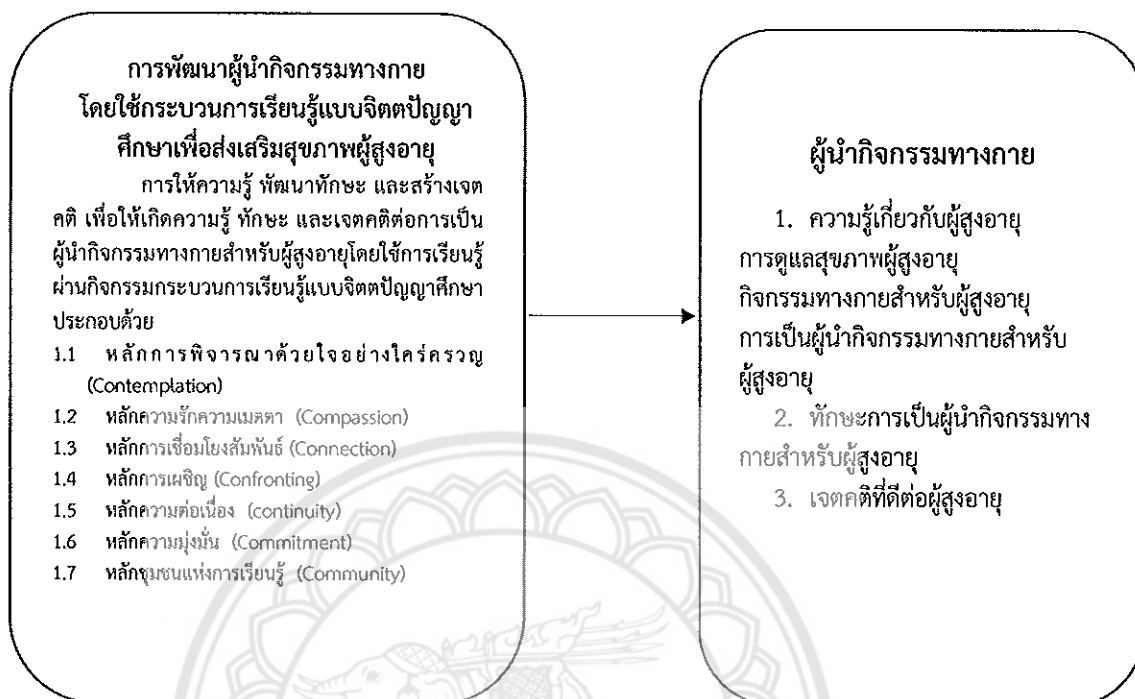 การพัฒนาผู้นำกิจกรรมทางกาย
โดยใช้กระบวนการเรียนรู้แบบจิตตปัญญา
ศึกษาเพื่อส่งเสริมสุขภาพผู้สูงอายุ
การให้ความรู้ พัฒนาทักษะ และสร้างเจต
คติ เพื่อให้เกิดความรู้ ทักษะ และเจตคติต่อการเป็น
ผู้นำกิจกรรมทางกายสำหรับผู้สูงอายุโดยใช้การเรียนรู้
ผ่านกิจกรรมกระบวนการเรียนรู้แบบจิตตปัญญาศึกษา
ประกอบด้วย
1.1 หลักการพิจารณาด้วยใจอย่างใคร่ครวญ
(Contemplation)
1.2 หลักความรักความเมตตา (Compassion)
1.3 หลักการเชื่อมโยงสัมพันธ์ (Connection)
1.4 หลักการเผชิญ (Confronting)
1.5 หลักความต่อเนื่อง (continuity)
1.6 หลักความมุ่งมั่น (Commitment)
1.7 หลักชุมชนแห่งการเรียนรู้ (Community)
ผู้นำกิจกรรมทางกาย
1. ความรู้เกี่ยวกับผู้สูงอายุ
การดูแลสุขภาพผู้สูงอายุ
กิจกรรมทางกายสำหรับผู้สูงอายุ
การเป็นผู้นำกิจกรรมทางกายสำหรับ
ผู้สูงอายุ
2. ทักษะการเป็นผู้นำกิจกรรมทาง
กายสำหรับผู้สูงอายุ
3. เจตคติที่ดีต่อผู้สูงอายุ